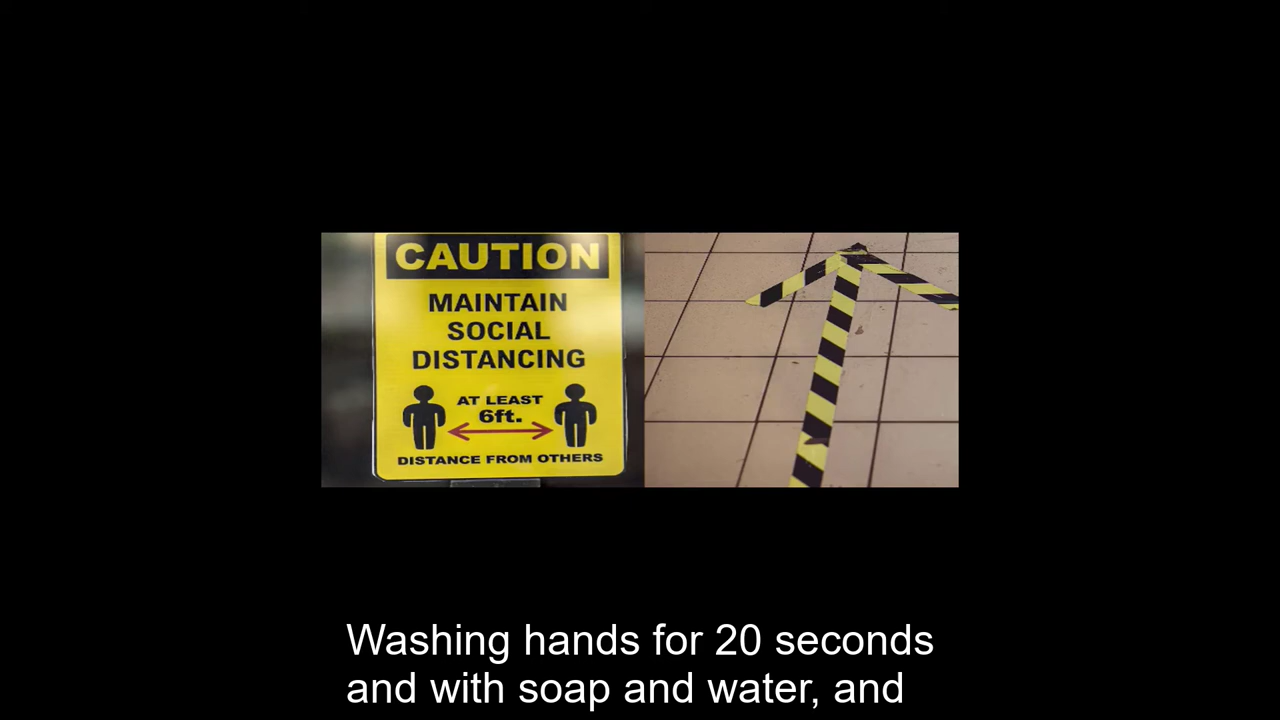 CAUTION
MAINTAIN
SOCIAL
DISTANCING
AT LEAST
6ft.
DISTANCE FROM OTHERS
Washing hands for 20 seconds
and with soap and water, and